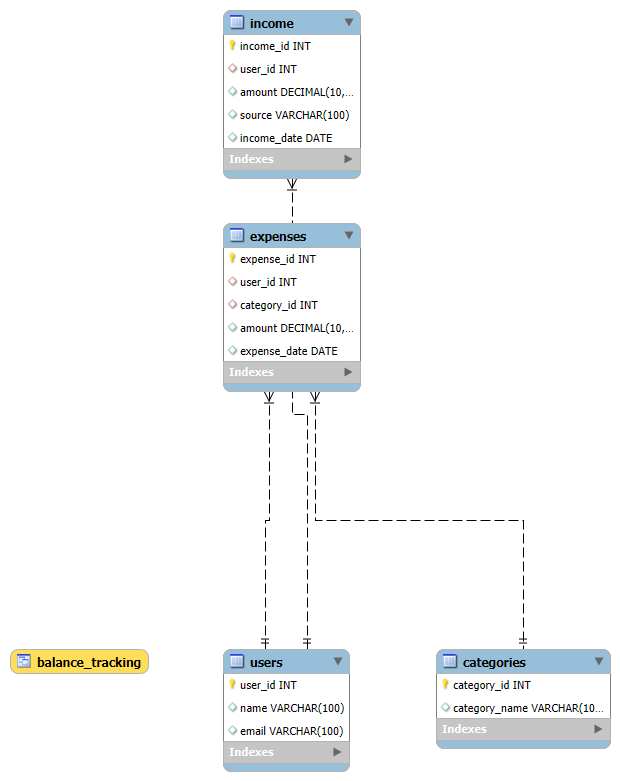 income
income_id INT
user_id INT
amount DECIMAL(10,...
source VARCHAR(100)
income_date DATE
Indexes
expenses
expense_id INT
user_id INT
category_id INT
amount DECIMAL(10,...
expense_date DATE
Indexes
balance_tracking
users
user_id INT
name VARCHAR(100)
email VARCHAR(100)
Indexes
categories
category_id INT
category_name VARCHAR(10...
Indexes